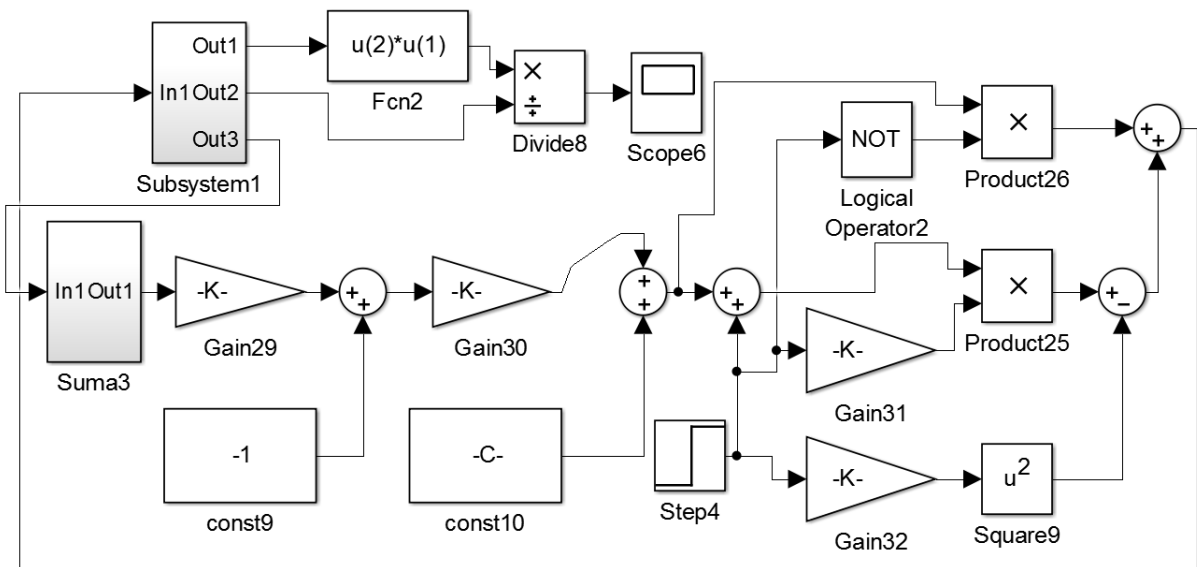 Out1
In1 Out2
Out3
Subsystem1
u(2)*u(1)
Fcn2
×
÷
Divide8
Scope6
NOT
Logical
Operator2
×
Product26
++
In1 Out1
Suma3
-K-
Gain29
++
-K-
Gain30
+
+
++
-K-
Gain31
×
Product25
+−
-1
const9
-C-
const10
Step4
-K-
Gain32
u²
Square9